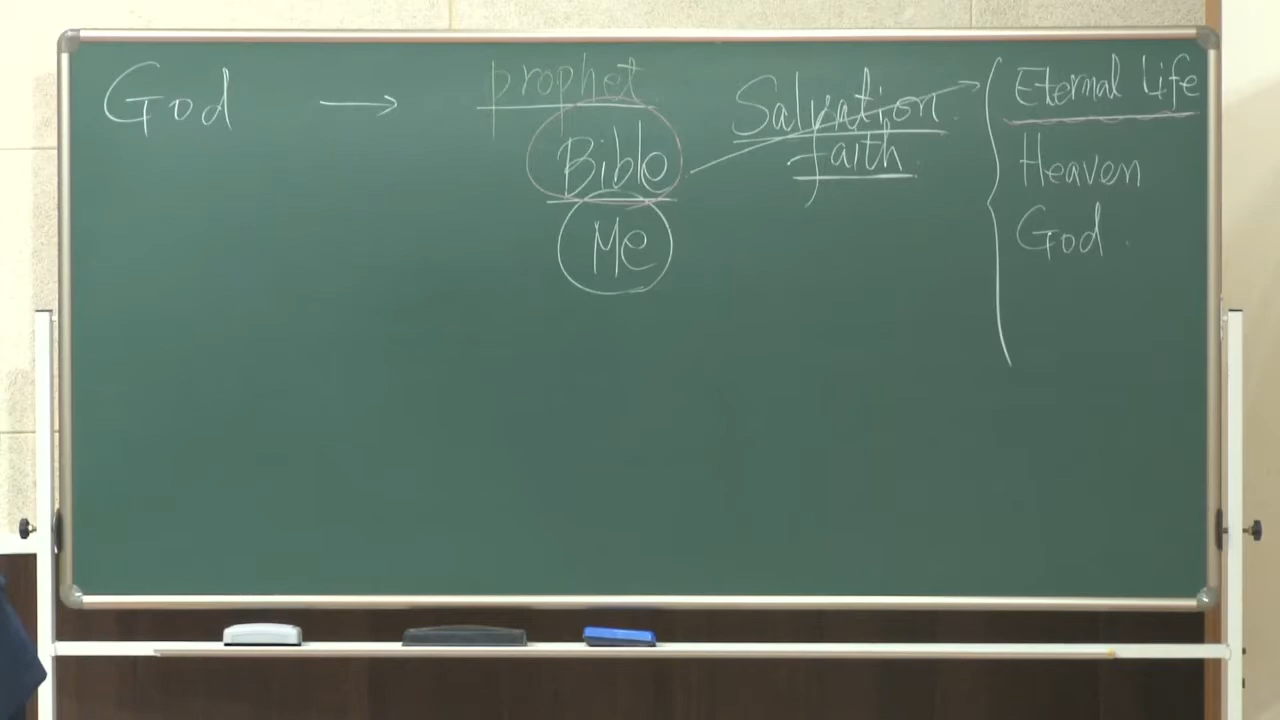 God → prophet
Bible
Me
Salvation
faith
Eternal Life
Heaven
God